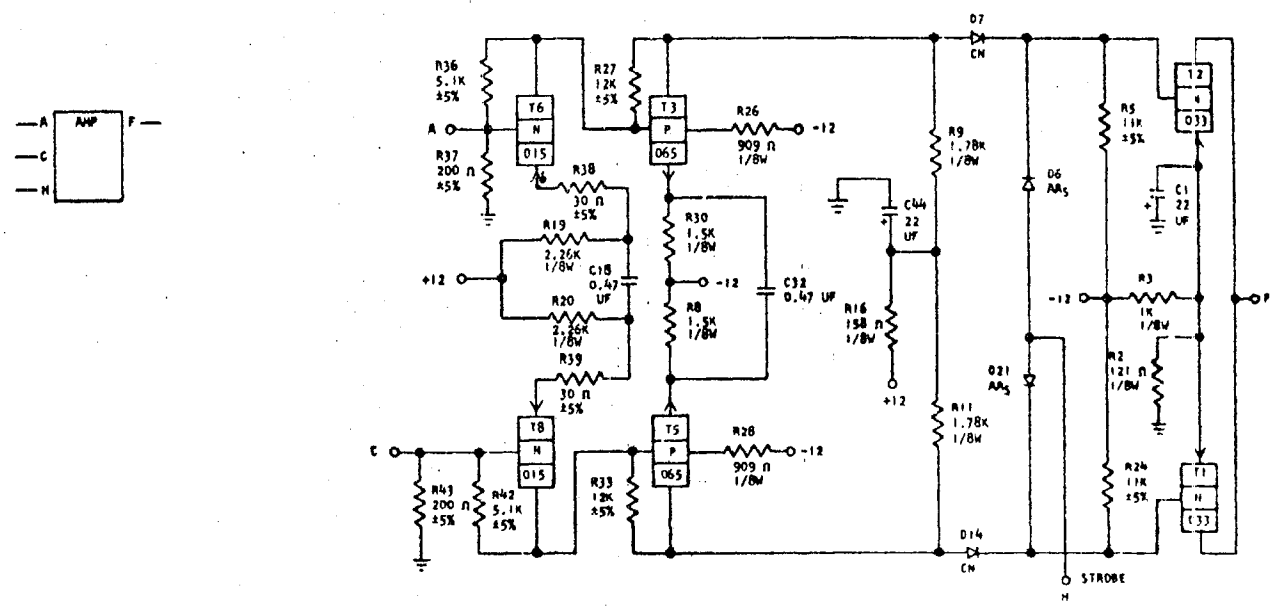 A
AMP
F
C
H
R36
5.1K
±5%
A
R37
200 Ω
±5%
T6
N
015
R27
12K
±5%
T3
P
065
R26
-12
909 Ω
1/8W
R38
30 Ω
±5%
R19
2.26K
1/8W
+12
C18
0.47
UF
R20
2.26K
1/8W
R39
30 Ω
±5%
R30
1.5K
1/8W
-12
R8
1.5K
1/8W
C32
0.47 UF
C
T8
N
015
R43
200 Ω
±5%
R42
5.1K
±5%
R33
12K
±5%
T5
P
065
R28
-12
909 Ω
1/8W
D7
CN
R9
1.78K
1/8W
C44
22
UF
R16
158 Ω
1/8W
+12
R11
1.78K
1/8W
D14
CN
D6
AAS
D21
AAS
R5
11K
±5%
T2
N
033
C1
22
UF
-12
R3
1K
1/8W
R2
121 Ω
1/8W
R24
11K
±5%
T1
N
033
STROBE
H